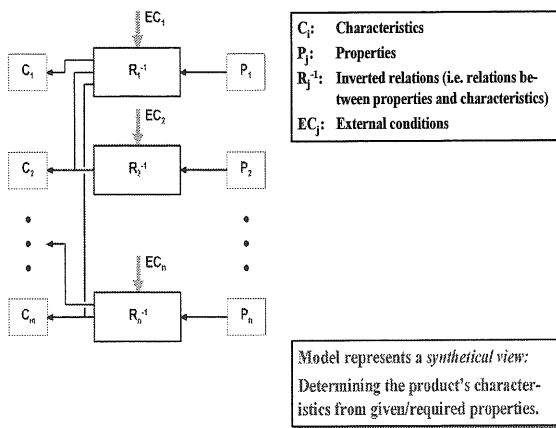 EC₁
C₁ R₁⁻¹ P₁
EC₂
C₂ R₂⁻¹ P₂
ECₙ
Cₘ Rₙ⁻¹ Pₙ
Cᵢ: Characteristics
Pⱼ: Properties
Rⱼ⁻¹: Inverted relations (i.e. relations be-
tween properties and characteristics)
ECⱼ: External conditions
Model represents a synthetical view:
Determining the product's character-
istics from given/required properties.